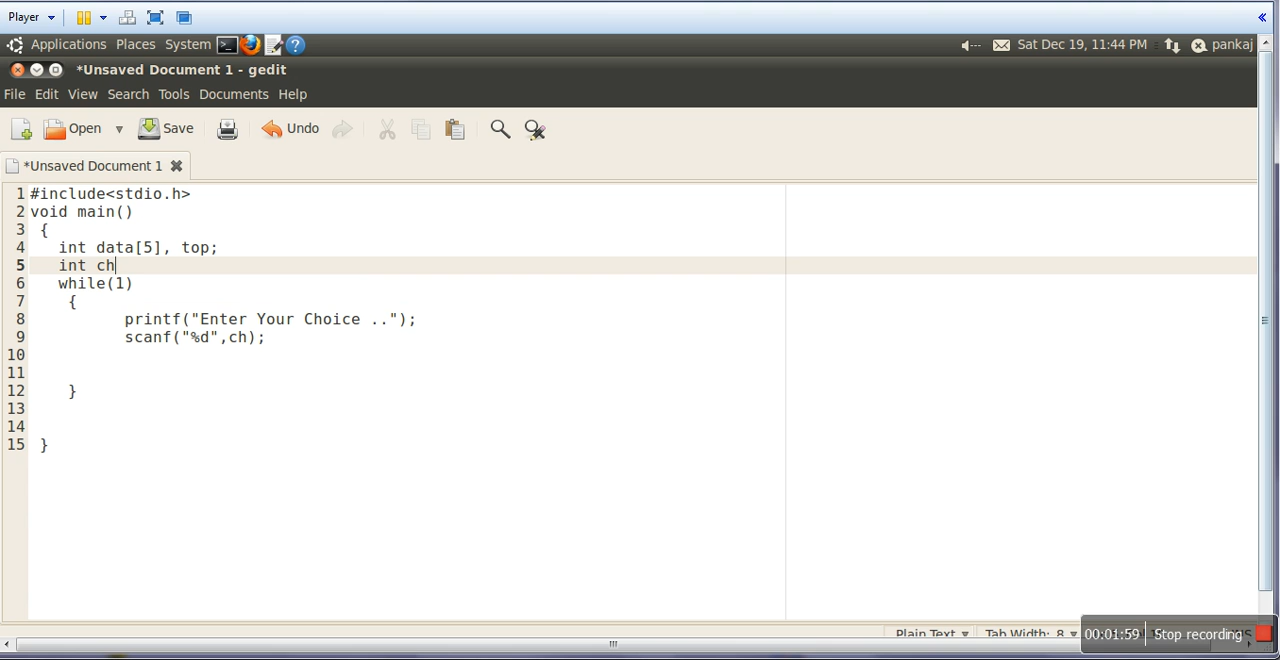 Player
Applications Places System Sat Dec 19, 11:44 PM pankaj
*Unsaved Document 1 - gedit
File Edit View Search Tools Documents Help
Open Save Undo
*Unsaved Document 1
1 #include<stdio.h>
2 void main()
3 {
4 int data[5], top;
5 int ch
6 while(1)
7 {
8 printf("Enter Your Choice ..");
9 scanf("%d",ch);
10
11
12 }
13
14
15 }
Plain Text Tab Width: 8
00:01:59 Stop recording